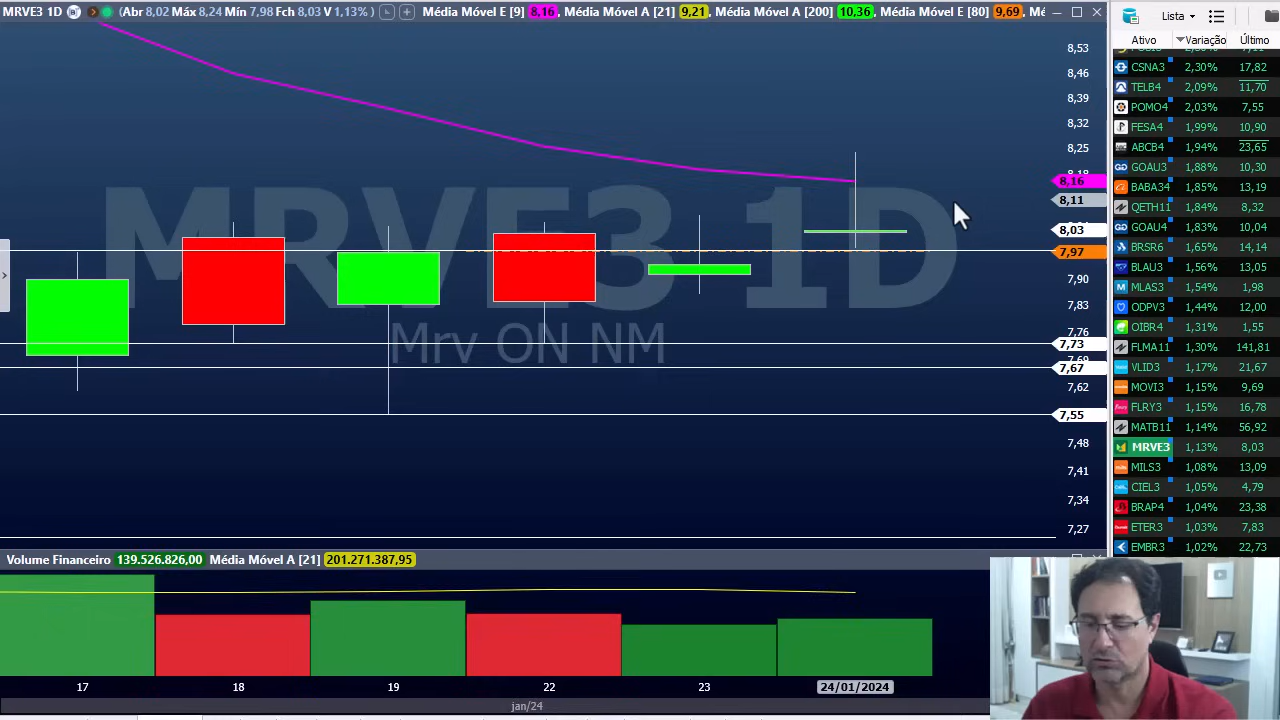 MRVE3 1D (Abr 8,02 Máx 8,24 Mín 7,98 Fch 8,03 V 1,13%) Média Móvel E [9] 8,16, Média Móvel A [21] 9,21, Média Móvel A [200] 10,36, Média Móvel E [80] 9,69, Mé
8,53
8,46
8,39
8,32
8,25
8,18
8,16
8,11
8,03
7,97
7,90
7,83
7,76
7,73
7,69
7,67
7,62
7,55
7,48
7,41
7,34
7,27
MRVE3 1D
Mrv ON NM
Volume Financeiro 139.526.826,00 Média Móvel A [21] 201.271.387,95
17 18 19 22 23 24/01/2024
jan/24
Lista
Ativo Variação Último
CSNA3 2,30% 17,82
TELB4 2,09% 11,70
POMO4 2,03% 7,55
FESA4 1,99% 10,90
ABCB4 1,94% 23,65
GOAU3 1,88% 10,30
BABA34 1,85% 13,19
QETH11 1,84% 8,32
GOAU4 1,83% 10,04
BRSR6 1,65% 14,14
BLAU3 1,56% 13,05
MLAS3 1,54% 1,98
ODPV3 1,44% 12,00
OIBR4 1,31% 1,55
FLMA11 1,30% 141,81
VLID3 1,17% 21,67
MOVI3 1,15% 9,69
FLRY3 1,15% 16,78
MATB11 1,14% 56,92
MRVE3 1,13% 8,03
MILS3 1,08% 13,09
CIEL3 1,05% 4,79
BRAP4 1,04% 23,38
ETER3 1,03% 7,83
EMBR3 1,02% 22,73